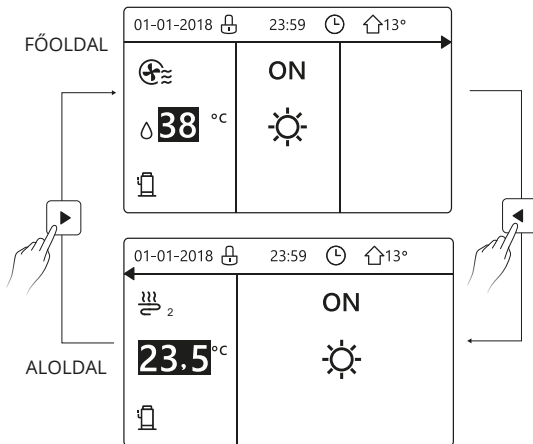 FŐOLDAL
01-01-2018 23:59 13°
ON
38 °C
01-01-2018 23:59 13°
2 ON
23,5 °C
ALOLDAL